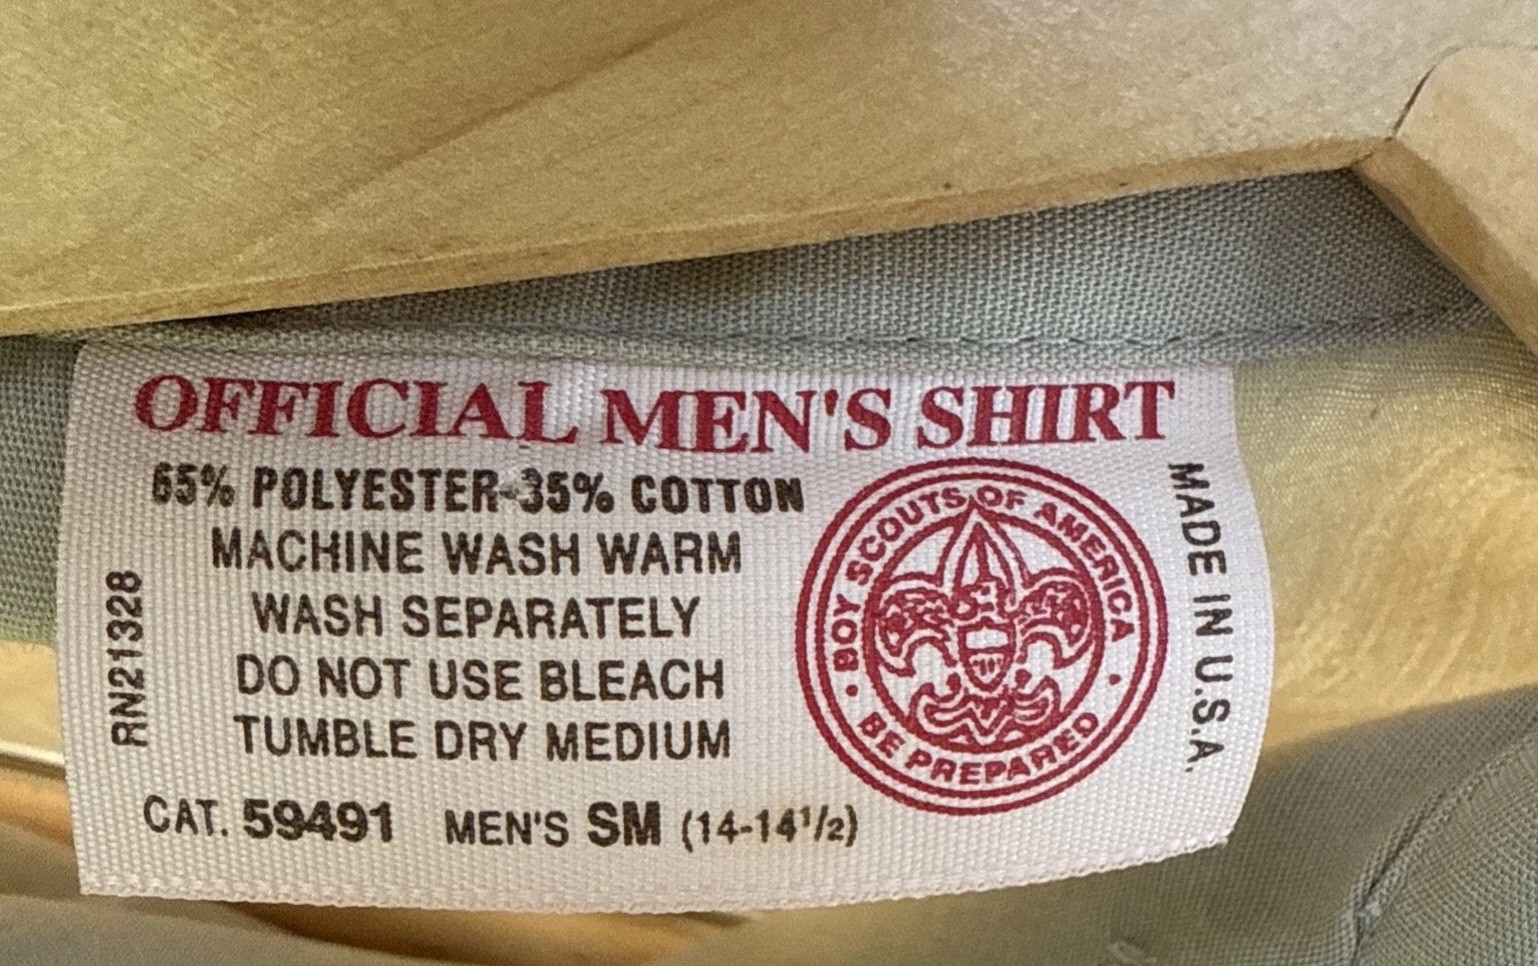 OFFICIAL MEN'S SHIRT
65% POLYESTER-35% COTTON
MACHINE WASH WARM
WASH SEPARATELY
DO NOT USE BLEACH
TUMBLE DRY MEDIUM
CAT. 59491 MEN'S SM (14-14½)
RN21328
BOY SCOUTS OF AMERICA
• BE PREPARED •
MADE IN U.S.A.